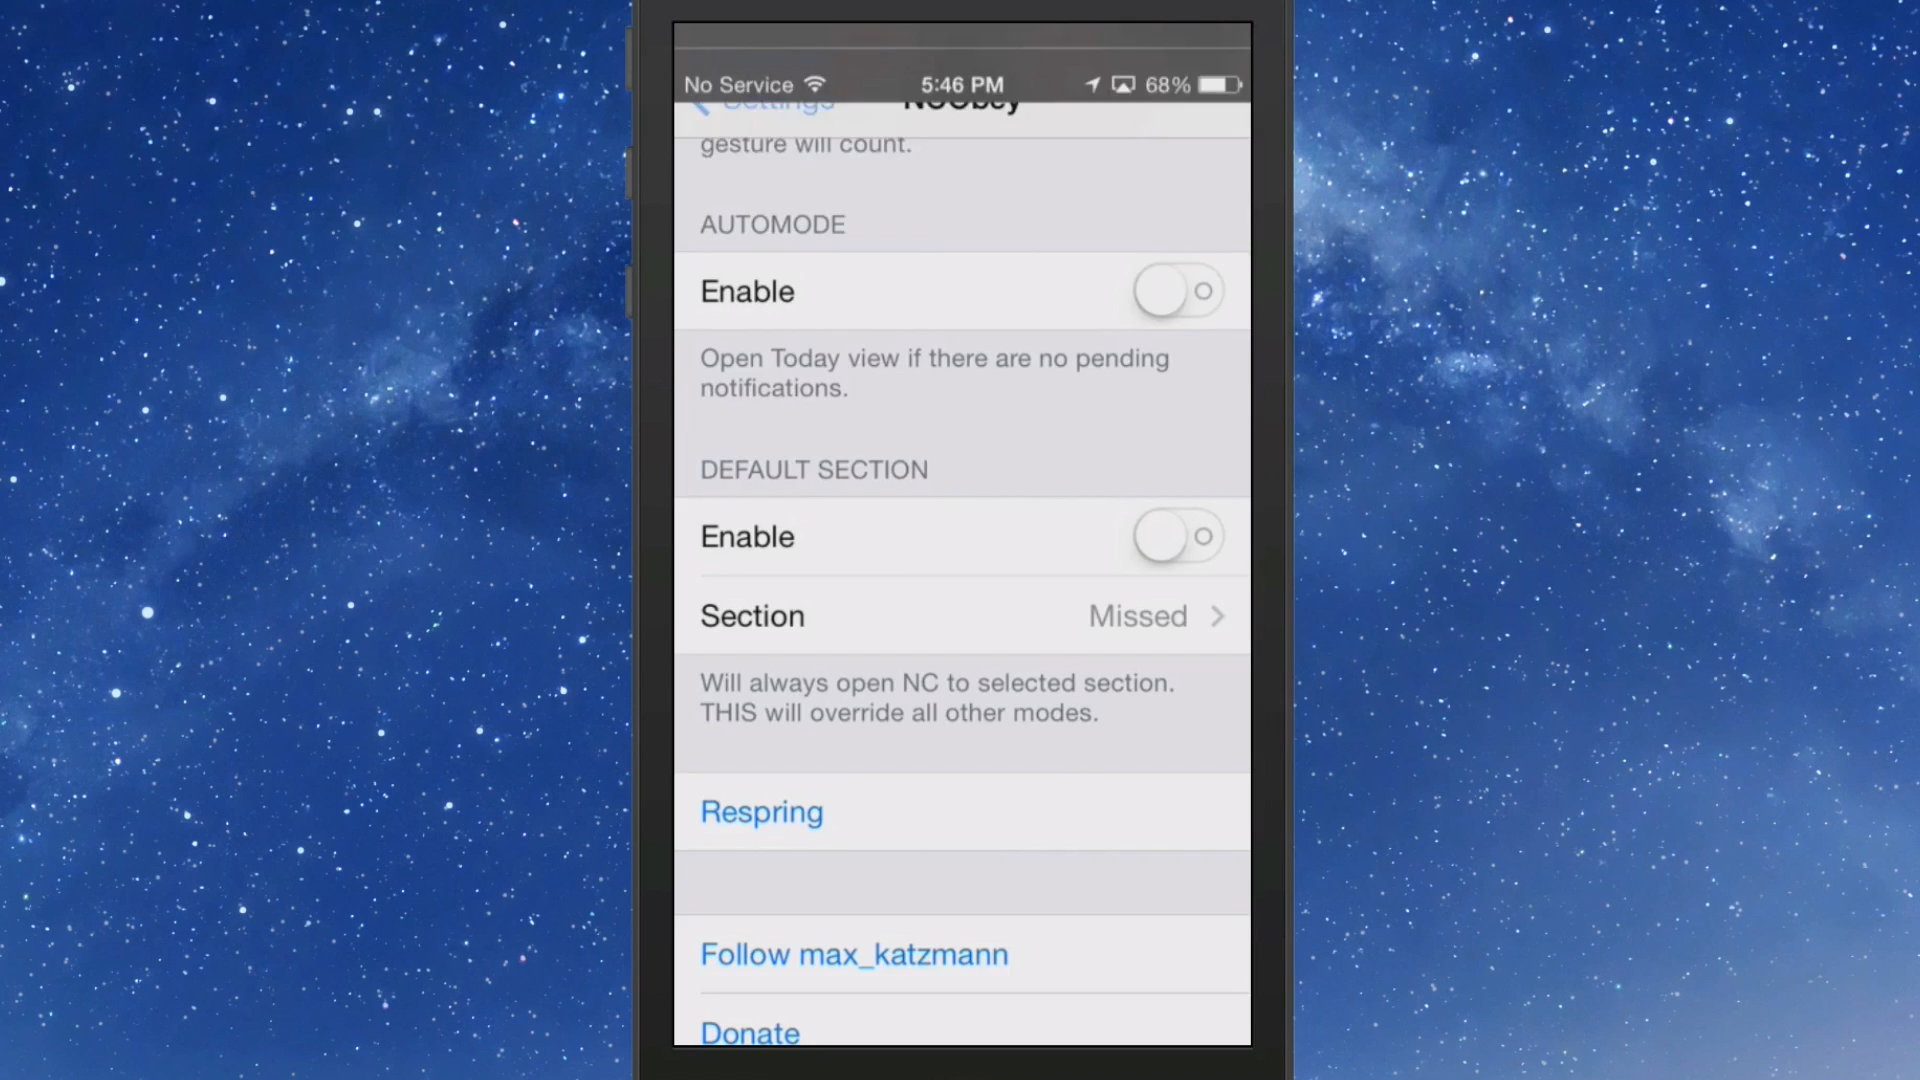 No Service 5:46 PM 68%
Settings
gesture will count.
AUTOMODE
Enable
Open Today view if there are no pending
notifications.
DEFAULT SECTION
Enable
Section Missed
Will always open NC to selected section.
THIS will override all other modes.
Respring
Follow max_katzmann
Donate